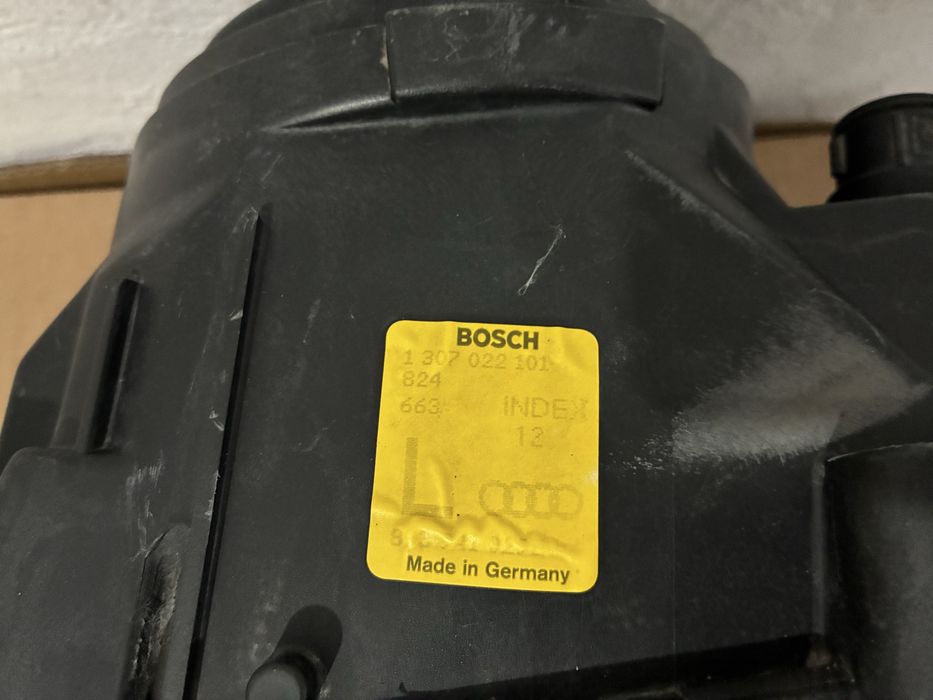 BOSCH
1 307 022 101
824
663 INDEX
12
L
Made in Germany